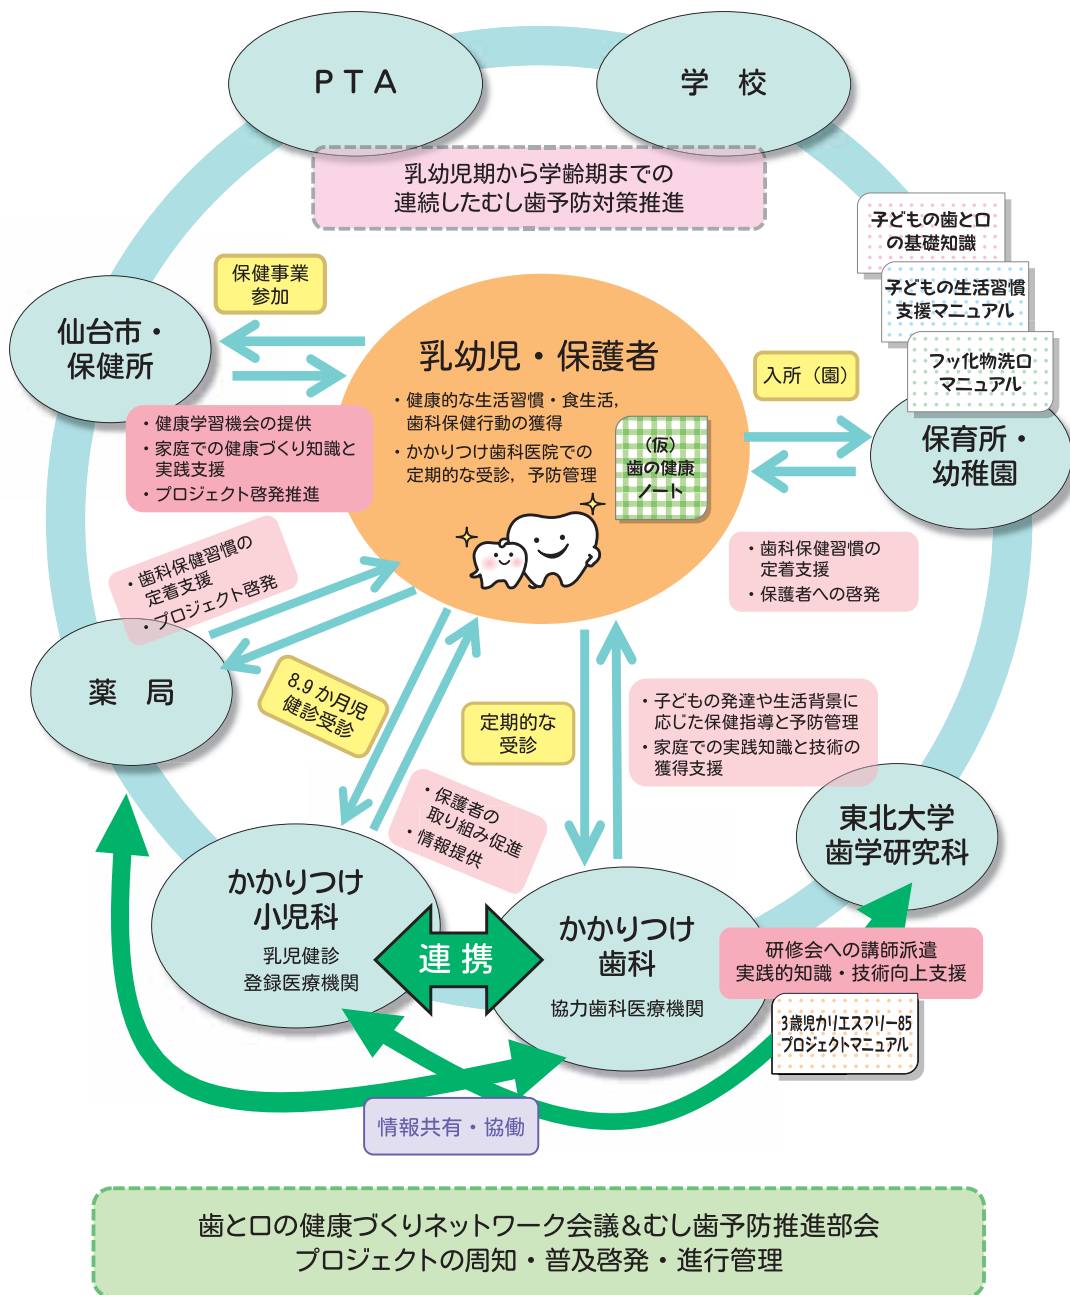 PTA
学 校
乳幼児期から学齢期までの
連続したむし歯予防対策推進
子どもの歯と口
の基礎知識
子どもの生活習慣
支援マニュアル
フッ化物洗口
マニュアル
保健事業
参加
仙台市・
保健所
・健康学習機会の提供
・家庭での健康づくり知識と
実践支援
・プロジェクト啓発推進
乳幼児・保護者
・健康的な生活習慣・食生活,
歯科保健行動の獲得
・かかりつけ歯科医院での
定期的な受診，予防管理
(仮)
歯の健康
ノート
入所（園）
保育所・
幼稚園
・歯科保健習慣の
定着支援
・保護者への啓発
・歯科保健習慣の
定着支援
・プロジェクト啓発
薬 局
8.9か月児
健診受診
定期的な
受診
・子どもの発達や生活背景に
応じた保健指導と予防管理
・家庭での実践知識と技術の
獲得支援
・保護者の
取り組み促進
・情報提供
東北大学
歯学研究科
かかりつけ
小児科
乳児健診
登録医療機関
連 携
かかりつけ
歯科
協力歯科医療機関
研修会への講師派遣
実践的知識・技術向上支援
3歳児カリエスフリー85
プロジェクトマニュアル
情報共有・協働
歯と口の健康づくりネットワーク会議＆むし歯予防推進部会
プロジェクトの周知・普及啓発・進行管理